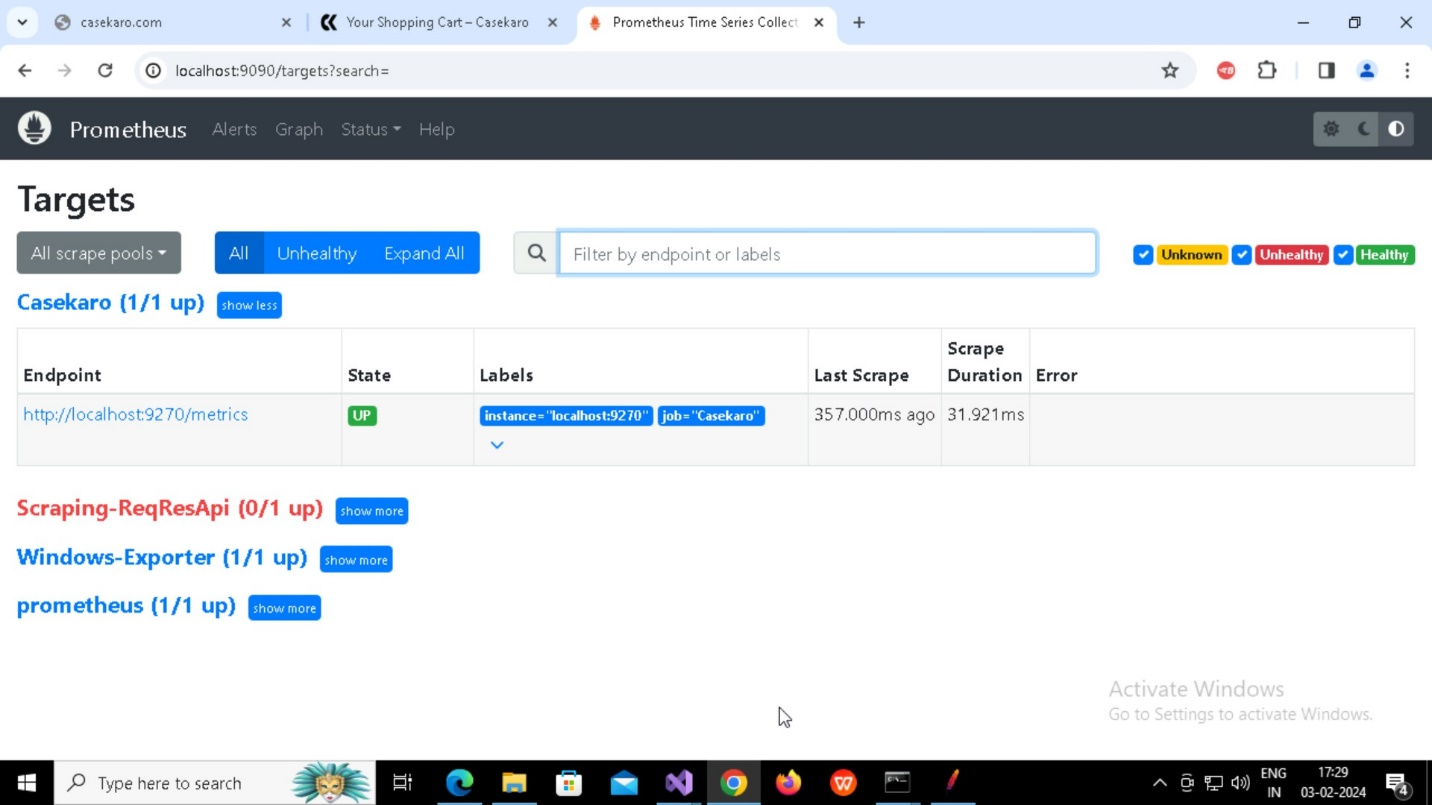 casekaro.com
Your Shopping Cart – Casekaro
Prometheus Time Series Collect
localhost:9090/targets?search=
Prometheus Alerts Graph Status Help
Targets
All scrape pools
All Unhealthy Expand All
Filter by endpoint or labels
Unknown Unhealthy Healthy
Casekaro (1/1 up) show less
Endpoint State Labels Last Scrape Scrape Duration Error
http://localhost:9270/metrics UP instance="localhost:9270" job="Casekaro" 357.000ms ago 31.921ms
Scraping-ReqResApi (0/1 up) show more
Windows-Exporter (1/1 up) show more
prometheus (1/1 up) show more
Activate Windows
Go to Settings to activate Windows.
Type here to search
ENG
IN
17:29
03-02-2024
4